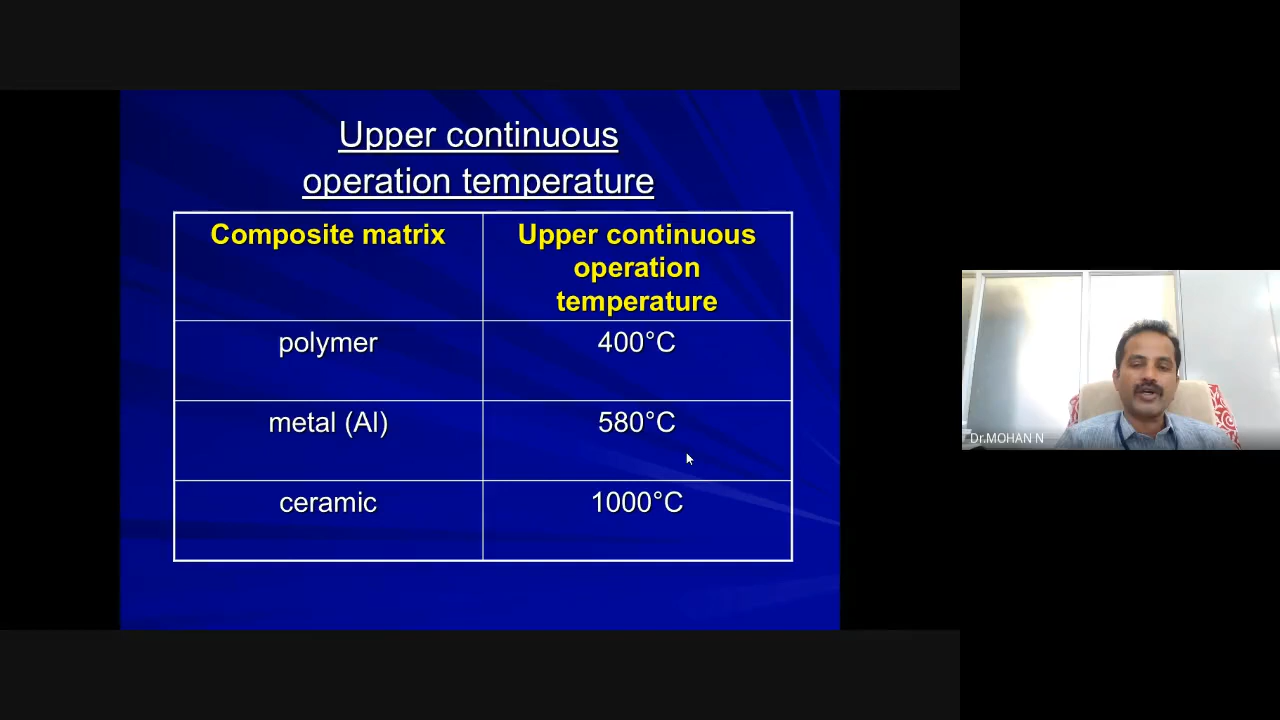 Upper continuous
operation temperature
Composite matrix
Upper continuous
operation
temperature
polymer
400°C
metal (Al)
580°C
ceramic
1000°C
Dr.MOHAN N